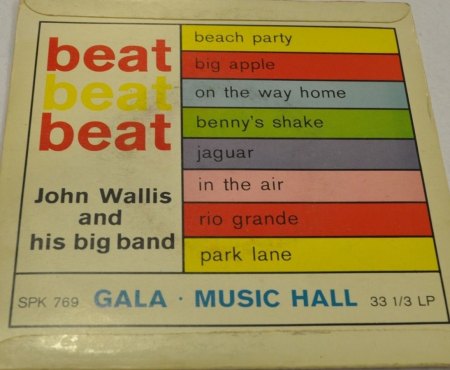 beat
beat
beat
John Wallis
and
his big band
beach party
big apple
on the way home
benny's shake
jaguar
in the air
rio grande
park lane
SPK 769 GALA · MUSIC HALL 33 1/3 LP